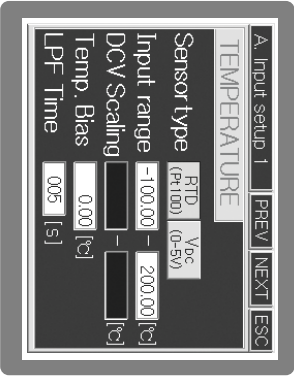 A. Input setup 1 PREV NEXT ESC
TEMPERATURE
Sensor type RTD (Pt100) VDC (0-5V)
Input range -100.00 - 200.00 [℃]
DCV Scaling - [℃]
Temp. Bias 0.00 [℃]
LPF Time 005 [s]